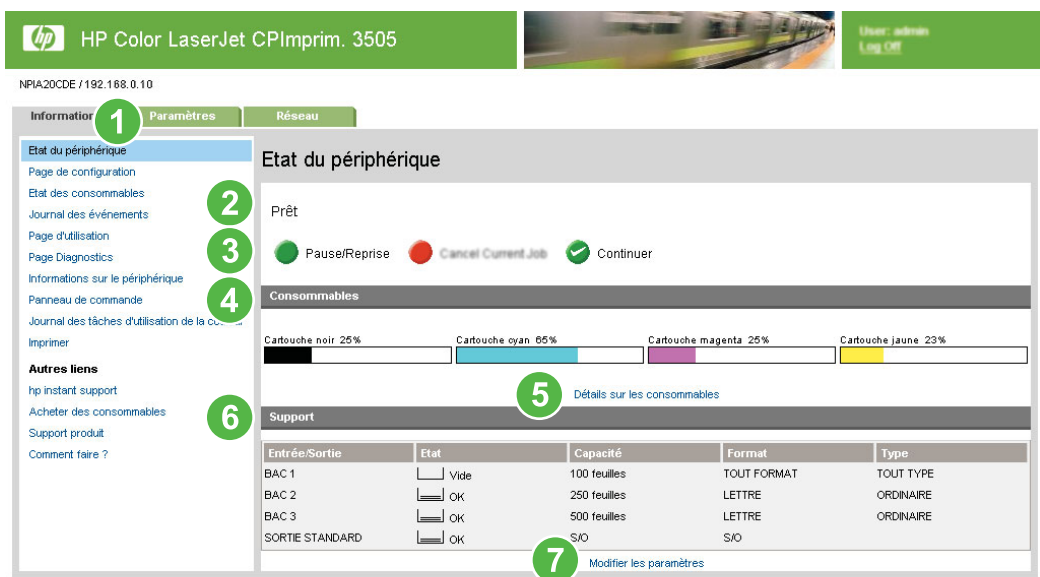 hp HP Color LaserJet CPImprim. 3505
User: admin
Log Off
NPIA20CDE / 192.168.0.10
Information Paramètres Réseau
1
Etat du périphérique
Page de configuration
Etat des consommables
Journal des événements
Page d'utilisation
Page Diagnostics
Informations sur le périphérique
Panneau de commande
Journal des tâches d'utilisation de la
Imprimer
Autres liens
hp instant support
Acheter des consommables
Support produit
Comment faire ?
Etat du périphérique
2 Prêt
3 Pause/Reprise Cancel Current Job Continuer
4 Consommables
Cartouche noir 25% Cartouche cyan 65% Cartouche magenta 25% Cartouche jaune 23%
5 Détails sur les consommables
6 Support
Entrée/Sortie Etat Capacité Format Type
BAC 1 Vide 100 feuilles TOUT FORMAT TOUT TYPE
BAC 2 OK 250 feuilles LETTRE ORDINAIRE
BAC 3 OK 500 feuilles LETTRE ORDINAIRE
SORTIE STANDARD OK S/O S/O
7 Modifier les paramètres